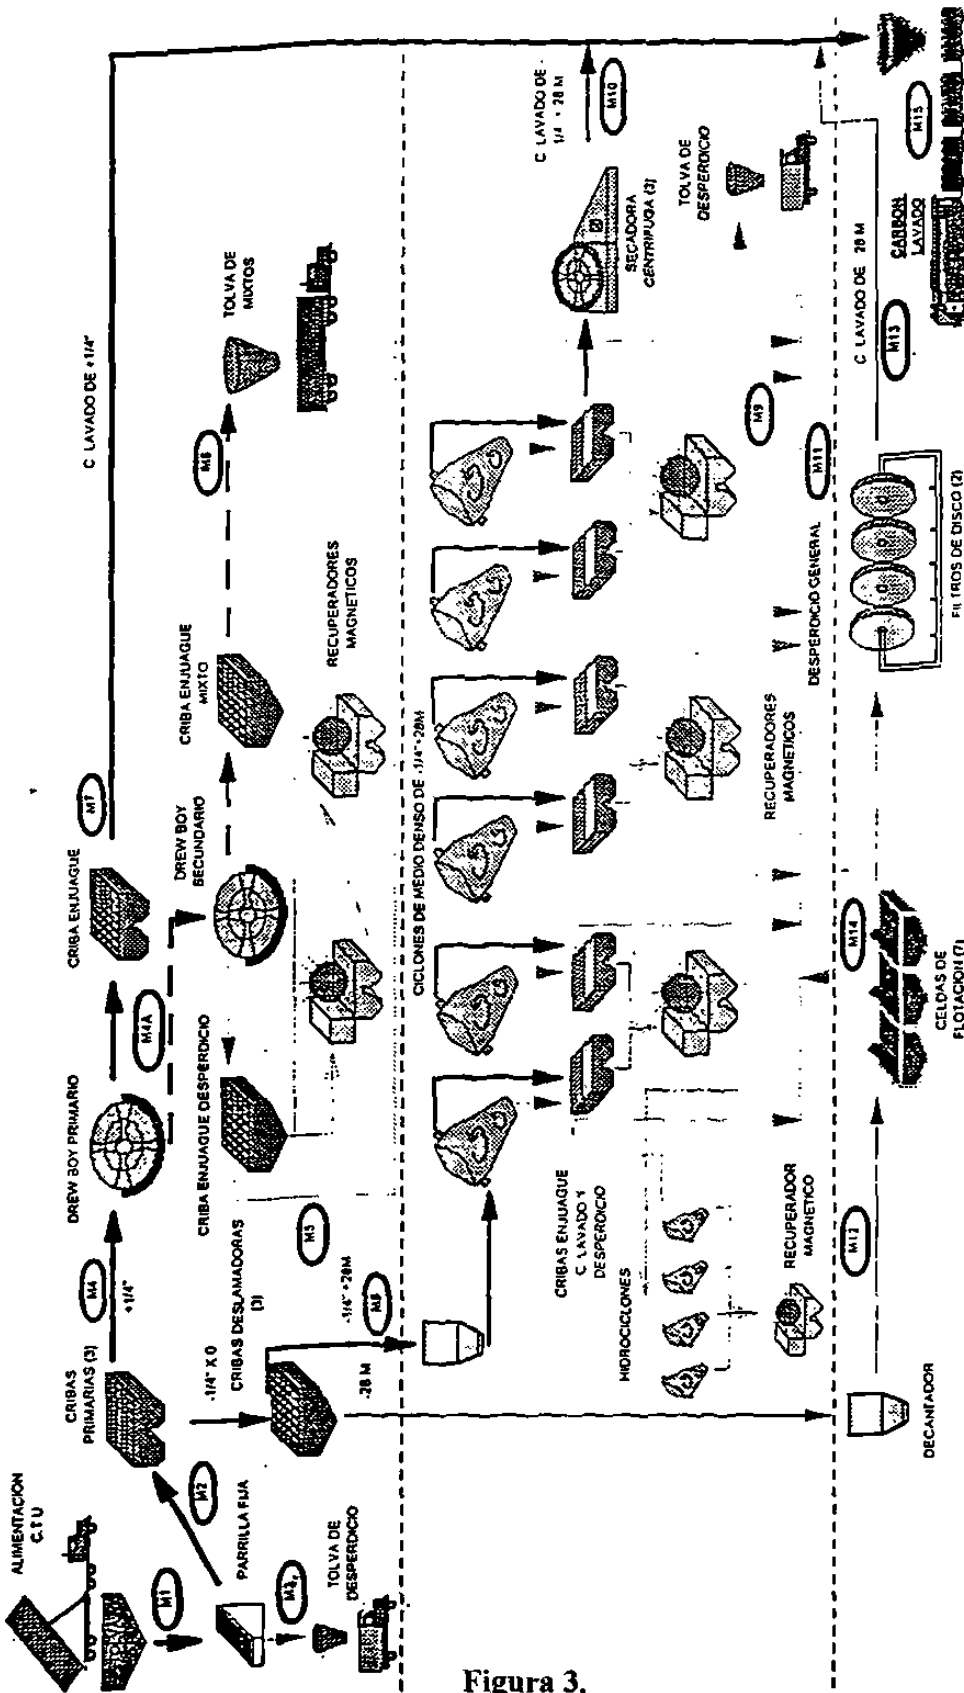 ALIMENTACION
C.T.U
M1
PARRILLA FIJA
M2
TOLVA DE
DESPERDICIO
CRIBAS
PRIMARIAS (3)
M4
+1/4"
-1/4" X 0
CRIBAS DESLAMADORAS
(3)
M5
-1/4" +28M
-28 M
DREW BOY PRIMARIO
M4A
CRIBA ENJUAGUE DESPERDICIO
CRIBA ENJUAGUE
M7
DREW BOY
SECUNDARIO
CRIBA ENJUAGUE
MIXTO
RECUPERADORES
MAGNETICOS
M8
TOLVA DE
MIXTOS
C LAVADO DE +1/4"
CICLONES DE MEDIO DENSO DE -1/4"+28M
CRIBAS ENJUAGUE
C. LAVADO Y
DESPERDICIO
HIDROCICLONES
RECUPERADOR
MAGNETICO
RECUPERADORES
MAGNETICOS
DESPERDICIO GENERAL
M9
M11
SECADORA
CENTRIFUGA (3)
C LAVADO DE -
1/4" + 28 M
M10
TOLVA DE
DESPERDICIO
DECANTADOR
M12
CELDAS DE
FLOTACION (7)
M14
FILTROS DE DISCO (2)
C LAVADO DE 28 M
M13
CARBON
LAVADO
M15
Figura 3.